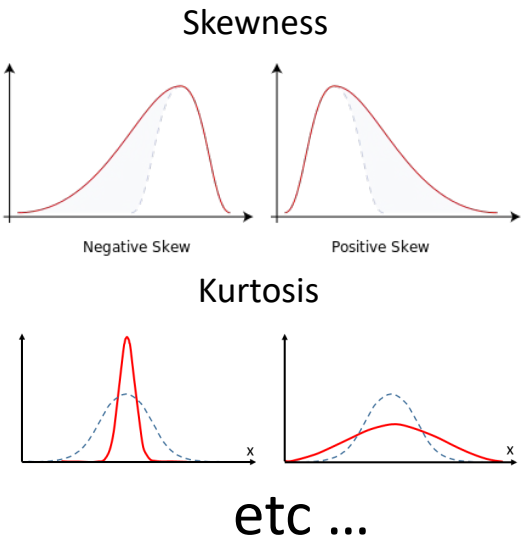 Skewness
Negative Skew
Positive Skew
Kurtosis
x
x
etc ...